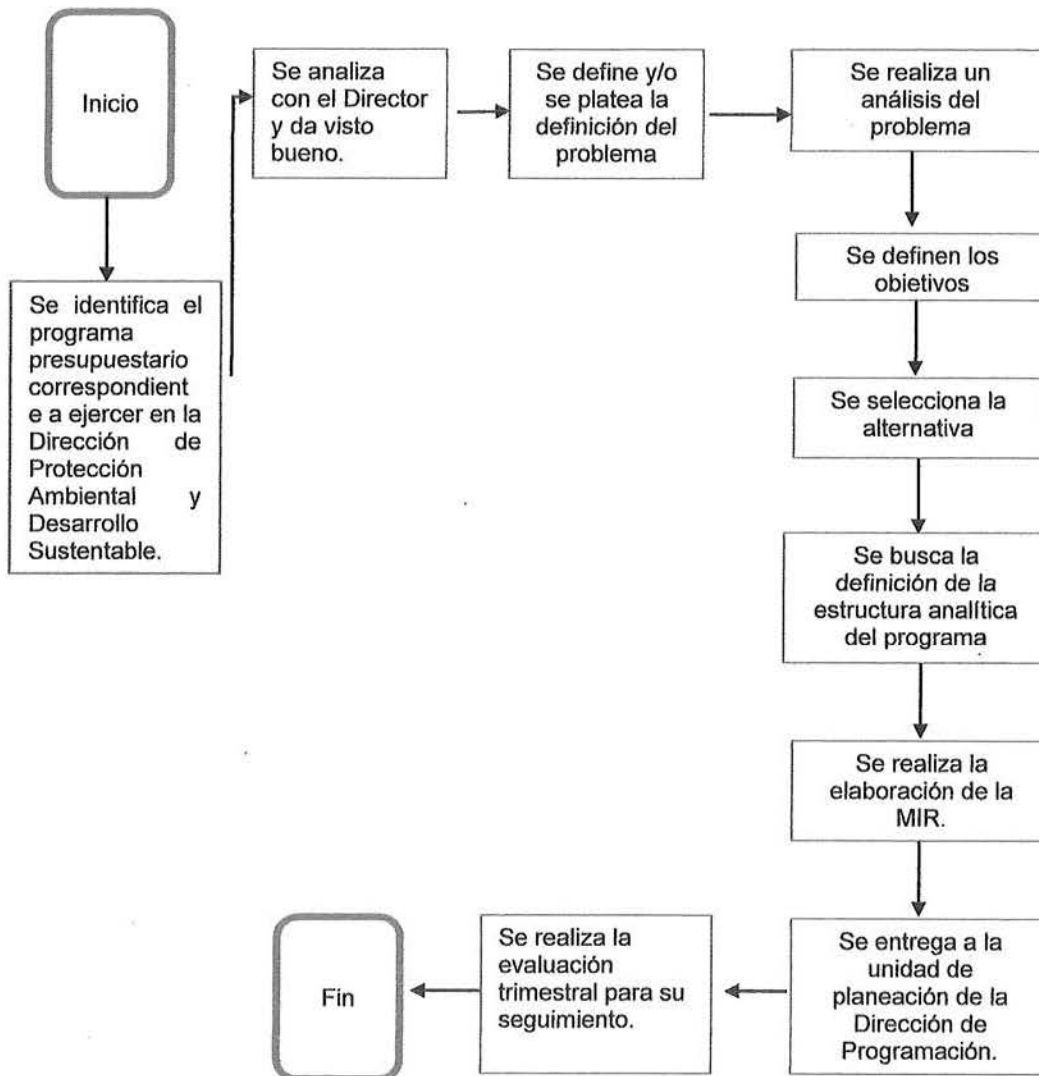 Inicio
Se identifica el
programa
presupuestario
correspondient
e a ejercer en la
Dirección de
Protección
Ambiental y
Desarrollo
Sustentable.
Se analiza
con el Director
y da visto
bueno.
Se define y/o
se platea la
definición del
problema
Se realiza un
análisis del
problema
Se definen los
objetivos
Se selecciona la
alternativa
Se busca la
definición de la
estructura analítica
del programa
Se realiza la
elaboración de la
MIR.
Se entrega a la
unidad de
planeación de la
Dirección de
Programación.
Se realiza la
evaluación
trimestral para su
seguimiento.
Fin